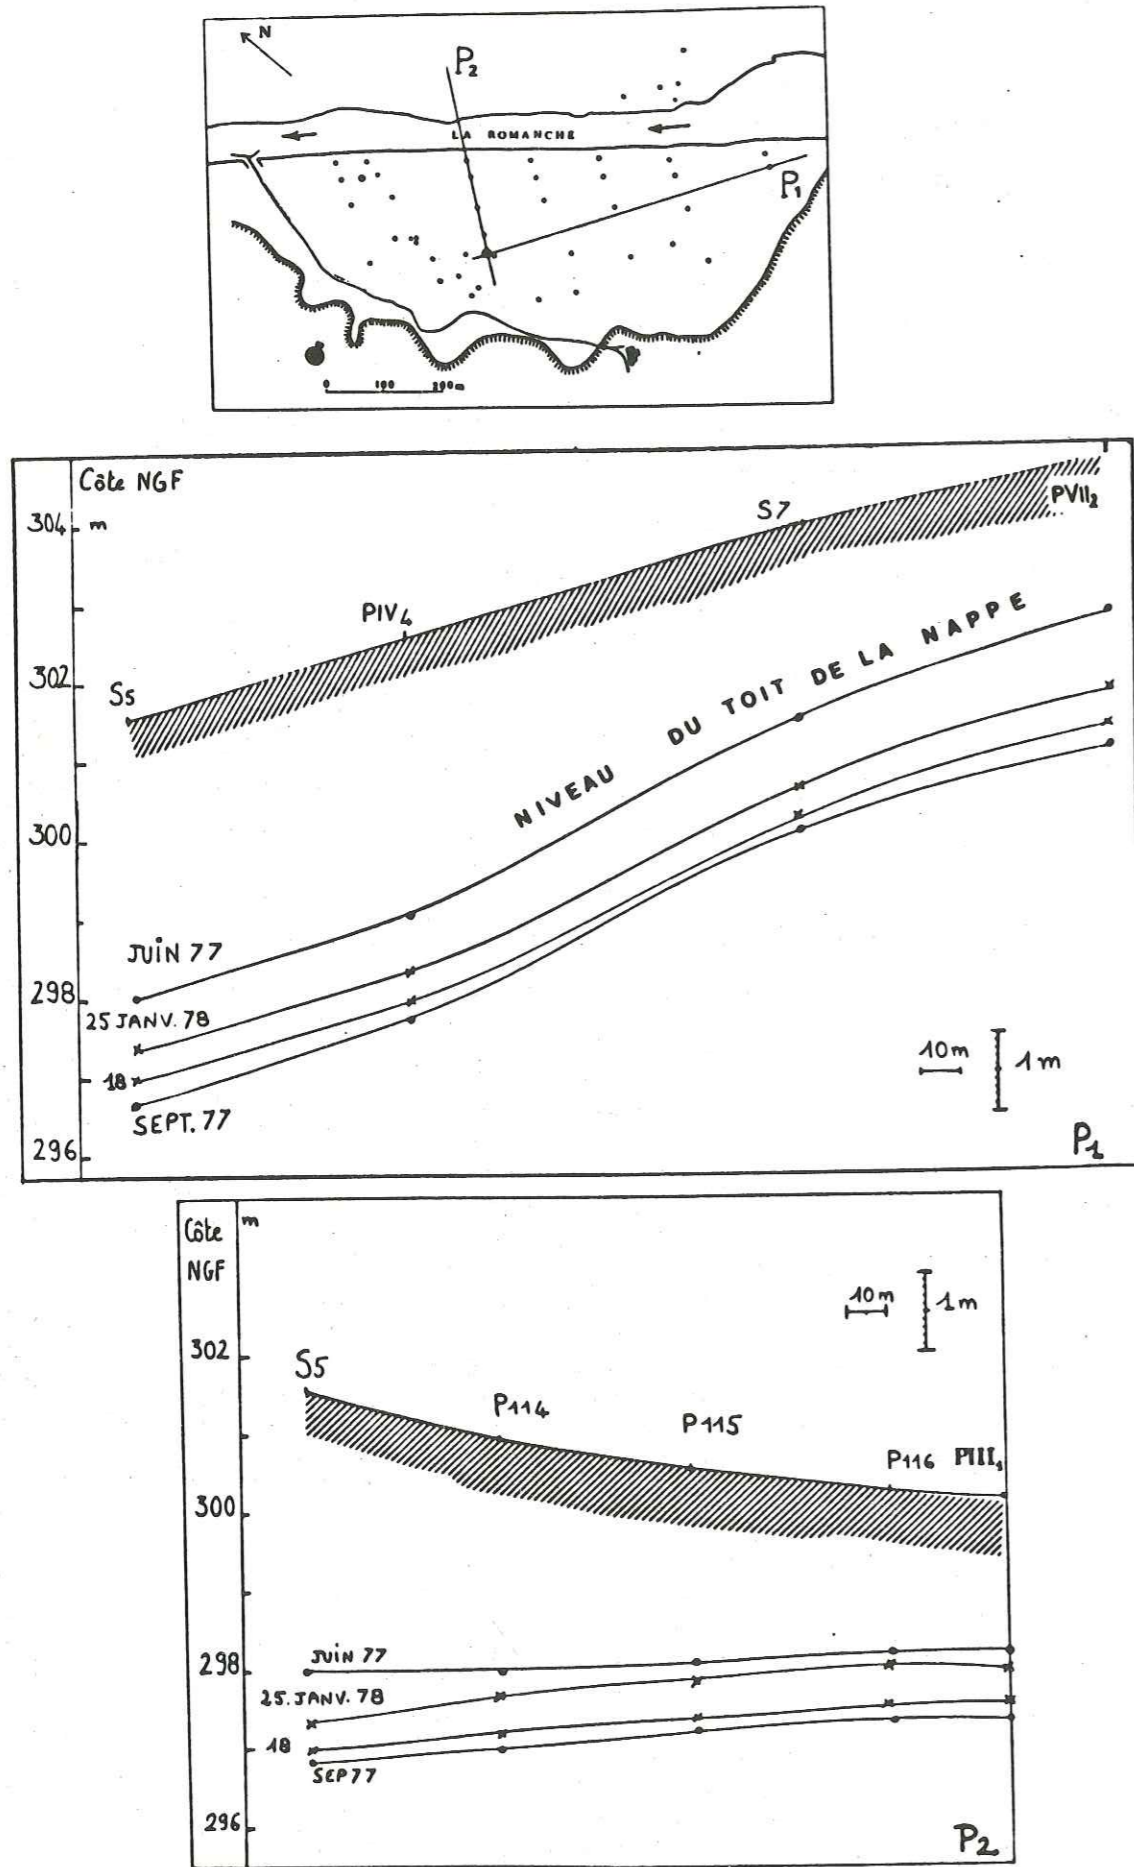 N
P2
LA ROMANCHE
P1
0 100 200m
Côte NGF
304 m
S7
PVII2
PIV4
302
S5
NIVEAU DU TOIT DE LA NAPPE
300
JUIN 77
298
25 JANV. 78
18
SEPT. 77
10m 1m
296
P1
Côte m
NGF
10m 1m
302
S5
P114
P115
P116 PIII1
300
JUIN 77
298
25. JANV. 78
18
SEP 77
296
P2